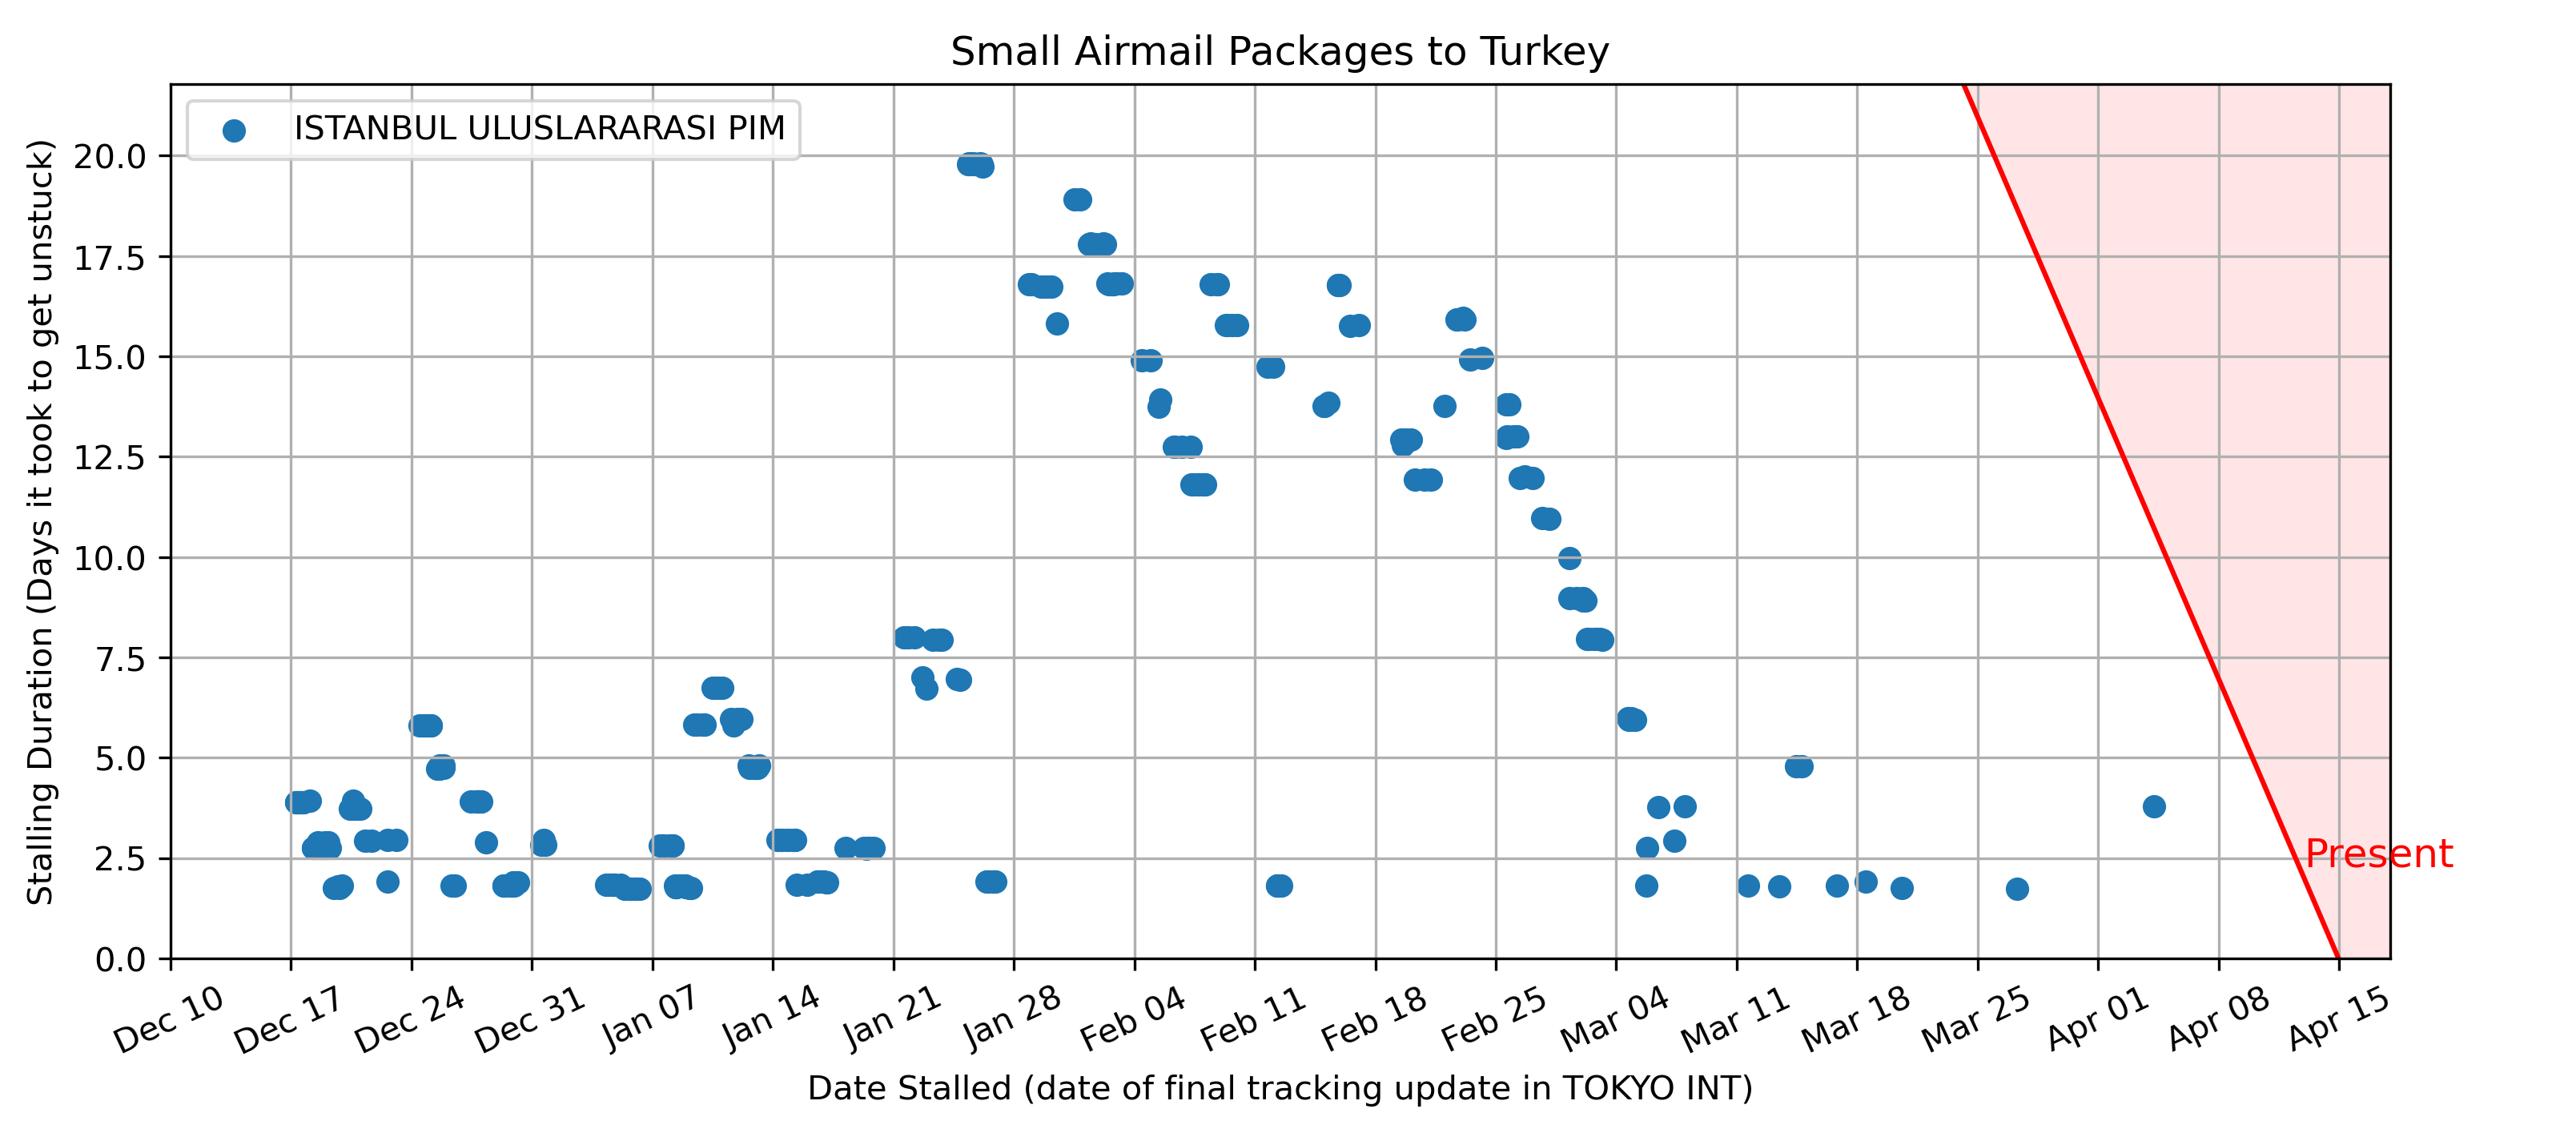 Small Airmail Packages to Turkey
ISTANBUL ULUSLARARASI PIM
Stalling Duration (Days it took to get unstuck)
20.0
17.5
15.0
12.5
10.0
7.5
5.0
2.5
0.0
Present
Dec 10
Dec 17
Dec 24
Dec 31
Jan 07
Jan 14
Jan 21
Jan 28
Feb 04
Feb 11
Feb 18
Feb 25
Mar 04
Mar 11
Mar 18
Mar 25
Apr 01
Apr 08
Apr 15
Date Stalled (date of final tracking update in TOKYO INT)